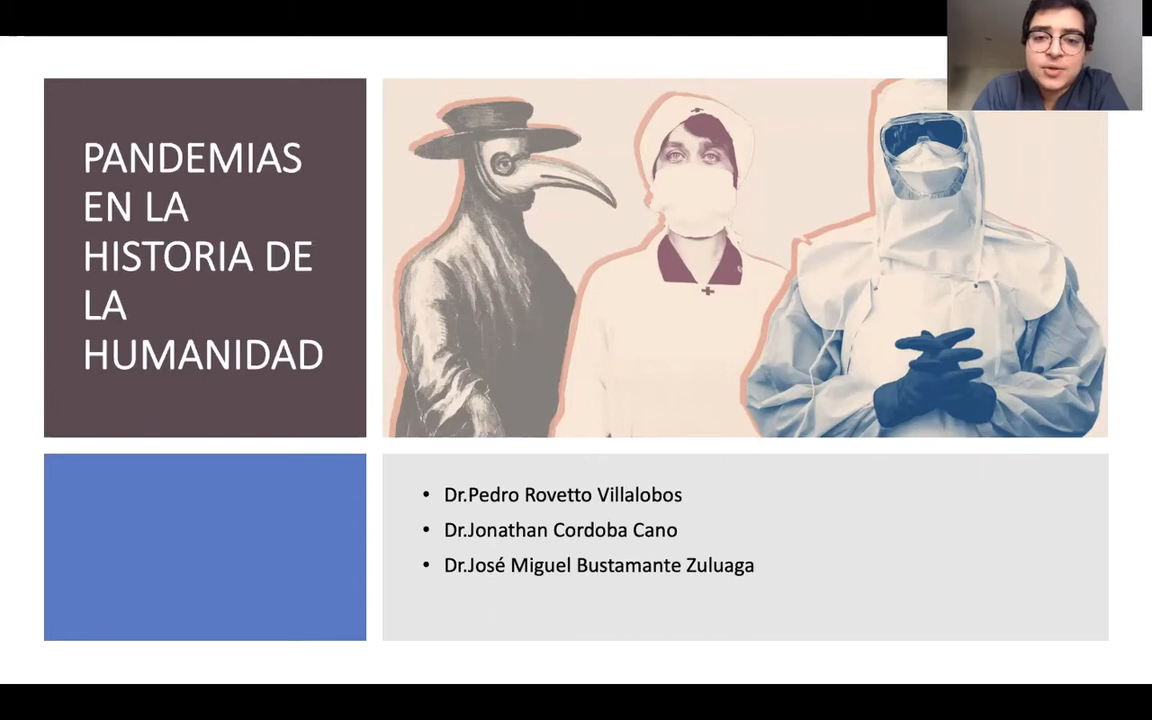 PANDEMIAS
EN LA
HISTORIA DE
LA
HUMANIDAD
• Dr.Pedro Rovetto Villalobos
• Dr.Jonathan Cordoba Cano
• Dr.José Miguel Bustamante Zuluaga